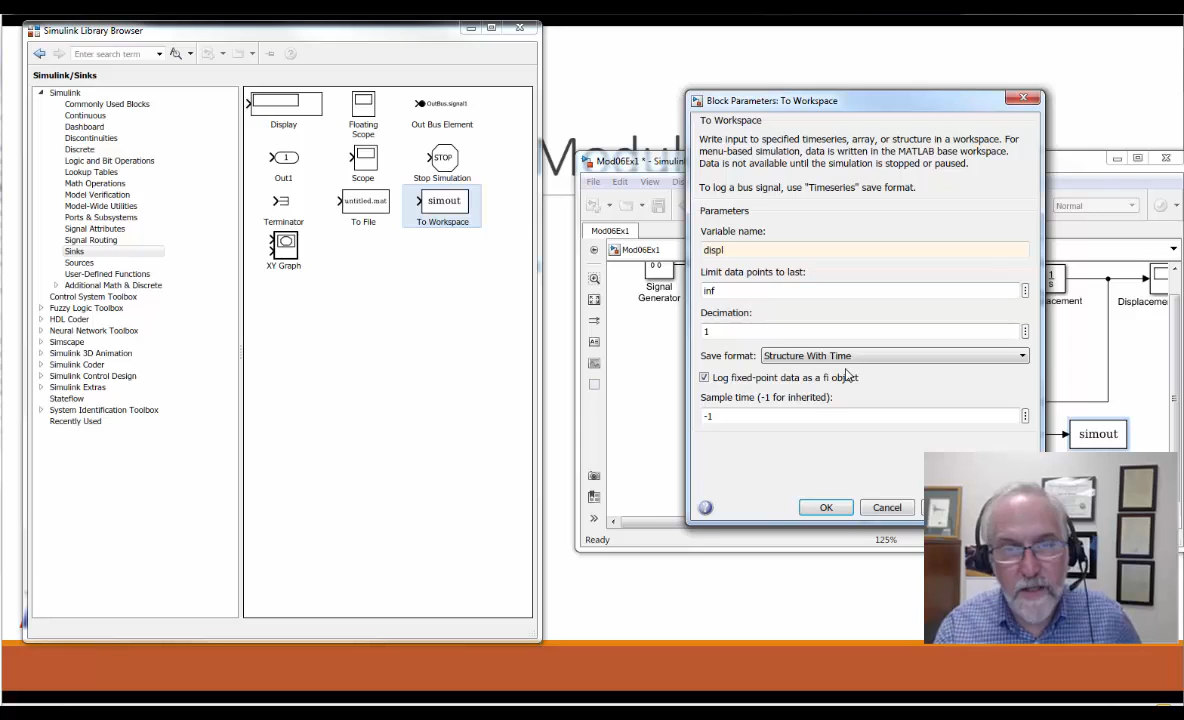 Simulink Library Browser
Enter search term
Simulink/Sinks
Simulink
Commonly Used Blocks
Continuous
Dashboard
Discontinuities
Discrete
Logic and Bit Operations
Lookup Tables
Math Operations
Model Verification
Model-Wide Utilities
Ports & Subsystems
Signal Attributes
Signal Routing
Sinks
Sources
User-Defined Functions
Additional Math & Discrete
Control System Toolbox
Fuzzy Logic Toolbox
HDL Coder
Neural Network Toolbox
Simscape
Simulink 3D Animation
Simulink Coder
Simulink Control Design
Simulink Extras
Stateflow
System Identification Toolbox
Recently Used
Display
Floating
Scope
OutBus.signal1
Out Bus Element
1
Out1
Scope
STOP
Stop Simulation
Terminator
untitled.mat
To File
simout
To Workspace
XY Graph
Modul
Mod06Ex1 * - Simulink
File Edit View
Normal
Mod06Ex1
Mod06Ex1
0 0
Signal
Generator
1
s
Displacemen
simout
Ready
125%
Block Parameters: To Workspace
To Workspace
Write input to specified timeseries, array, or structure in a workspace. For
menu-based simulation, data is written in the MATLAB base workspace.
Data is not available until the simulation is stopped or paused.
To log a bus signal, use "Timeseries" save format.
Parameters
Variable name:
displ
Limit data points to last:
inf
Decimation:
1
Save format: Structure With Time
Log fixed-point data as a fi object
Sample time (-1 for inherited):
-1
OK
Cancel